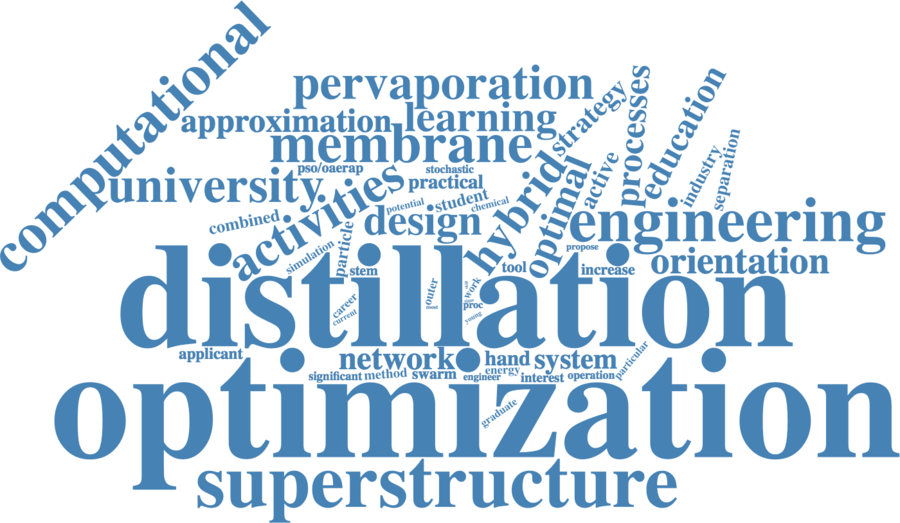 computational
pervaporation
approximation
learning
strategy
processes
education
membrane
pso/oaerap
stochastic
university
activities
practical
hybrid
optimal
active
industry
separation
combined
potential
student
chemical
design
engineering
simulation
particle
propose
orientation
stem
tool
increase
distillation
career
current
outer
work
proc
young
applicant
network
hand
system
particular
significant
method
swarm
engineer
energy
interest
operation
optimization
graduate
superstructure